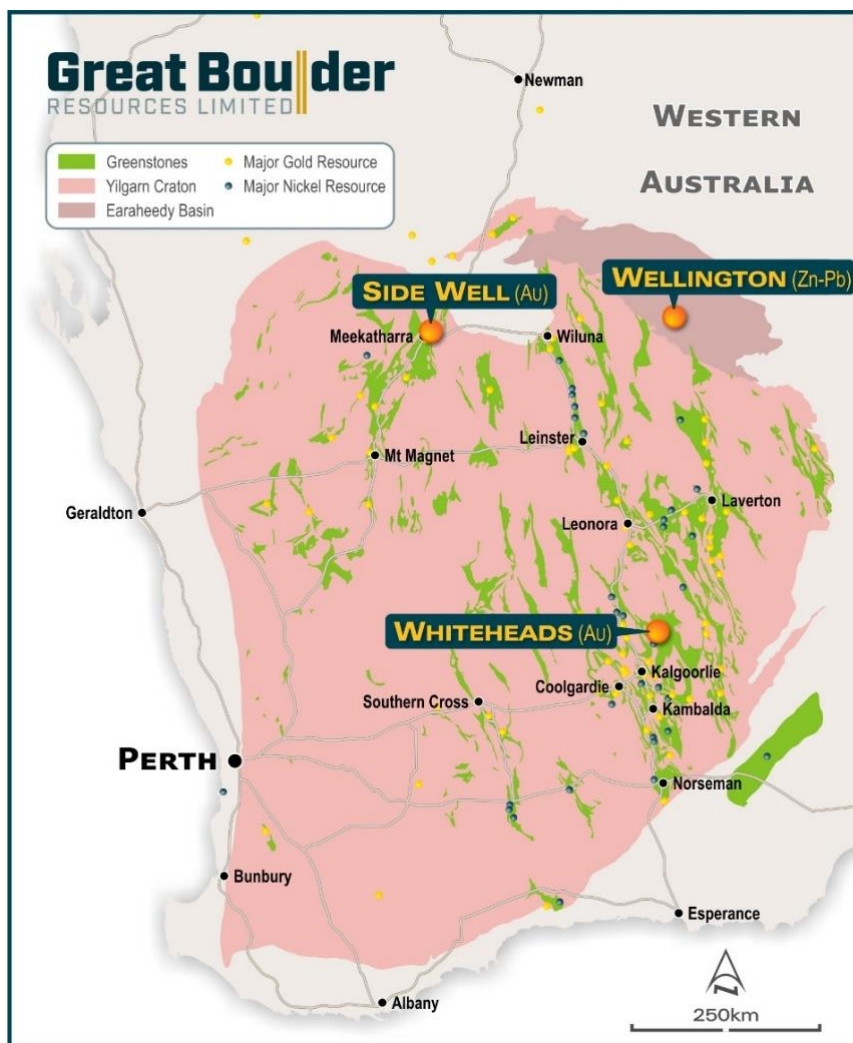 Great Boulder
RESOURCES LIMITED
Newman
WESTERN
AUSTRALIA
Greenstones
Major Gold Resource
Yilgarn Craton
Major Nickel Resource
Earaheedy Basin
SIDE WELL (Au)
WELLINGTON (Zn-Pb)
Meekatharra
Wiluna
Leinster
Mt Magnet
Geraldton
Laverton
Leonora
WHITEHEADS (Au)
Kalgoorlie
Coolgardie
Southern Cross
Kambalda
PERTH
Norseman
Bunbury
Esperance
Albany
N
250km